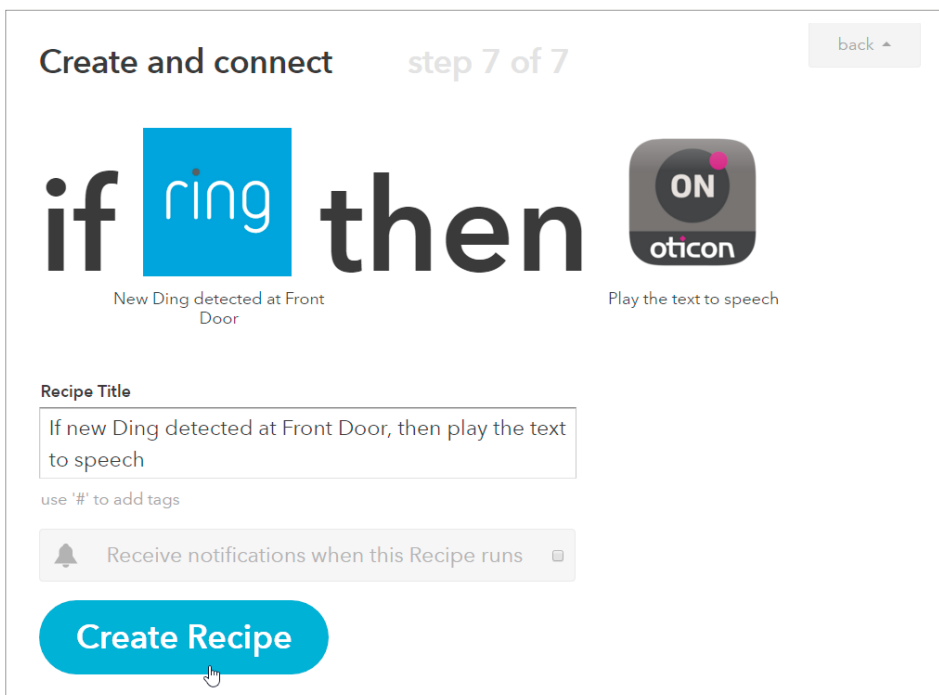 back
Create and connect step 7 of 7
if ring then ON oticon
New Ding detected at Front
Door
Play the text to speech
Recipe Title
If new Ding detected at Front Door, then play the text
to speech
use '#' to add tags
Receive notifications when this Recipe runs
Create Recipe